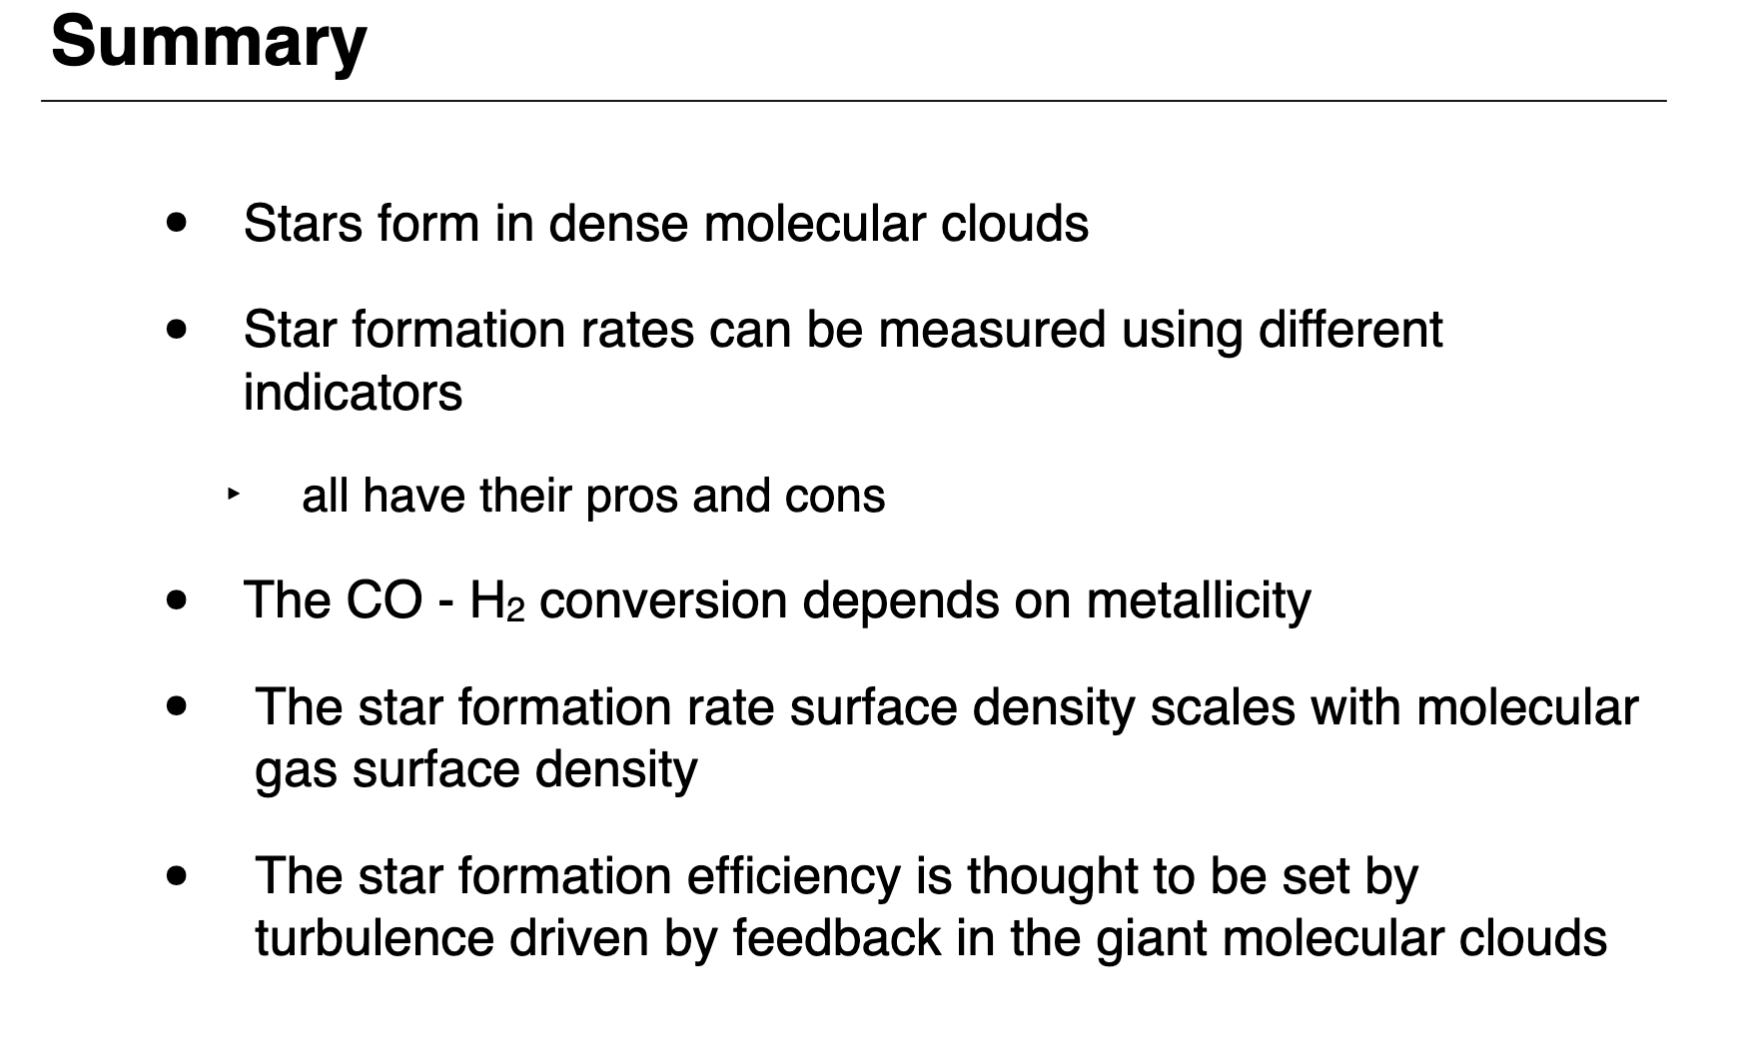 Summary
• Stars form in dense molecular clouds
• Star formation rates can be measured using different
indicators
‣ all have their pros and cons
• The CO - H₂ conversion depends on metallicity
• The star formation rate surface density scales with molecular
gas surface density
• The star formation efficiency is thought to be set by
turbulence driven by feedback in the giant molecular clouds